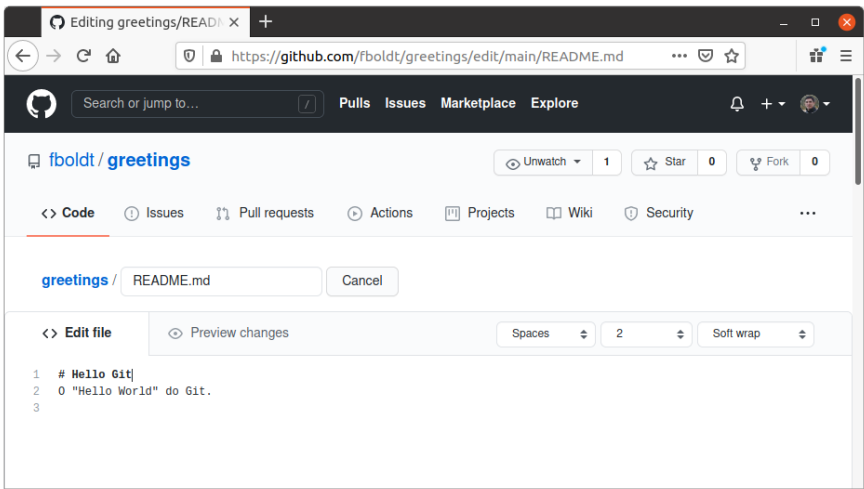 Editing greetings/READ
https://github.com/fboldt/greetings/edit/main/README.md
Search or jump to… / Pulls Issues Marketplace Explore
fboldt / greetings Unwatch 1 Star 0 Fork 0
<> Code Issues Pull requests Actions Projects Wiki Security ...
greetings / README.md Cancel
<> Edit file Preview changes Spaces 2 Soft wrap
1 # Hello Git
2 O "Hello World" do Git.
3